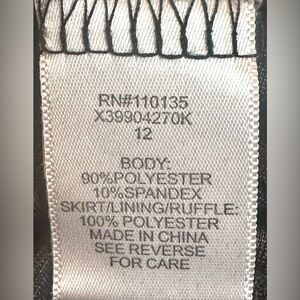 RN#110135
X39904270K
12
BODY:
90%POLYESTER
10%SPANDEX
SKIRT/LINING/RUFFLE:
100% POLYESTER
MADE IN CHINA
SEE REVERSE
FOR CARE